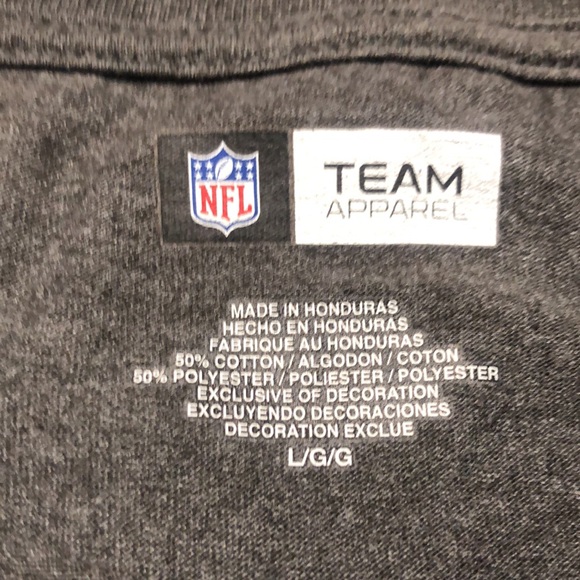 NFL
TEAM
APPAREL
MADE IN HONDURAS
HECHO EN HONDURAS
FABRIQUE AU HONDURAS
50% COTTON / ALGODON / COTON
50% POLYESTER / POLIESTER / POLYESTER
EXCLUSIVE OF DECORATION
EXCLUYENDO DECORACIONES
DECORATION EXCLUE
L/G/G